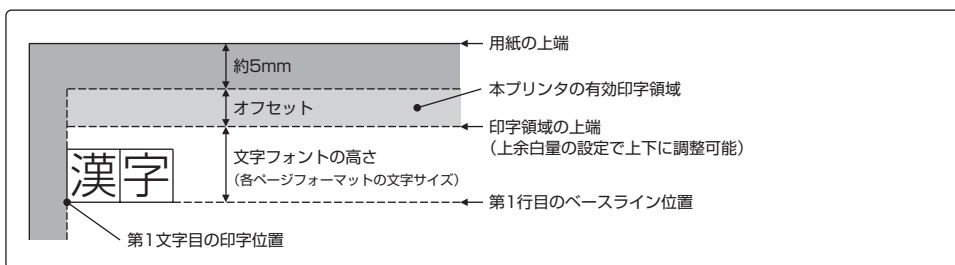 用紙の上端
約5mm
本プリンタの有効印字領域
オフセット
印字領域の上端
(上余白量の設定で上下に調整可能)
文字フォントの高さ
(各ページフォーマットの文字サイズ)
漢字
第1行目のベースライン位置
第1文字目の印字位置